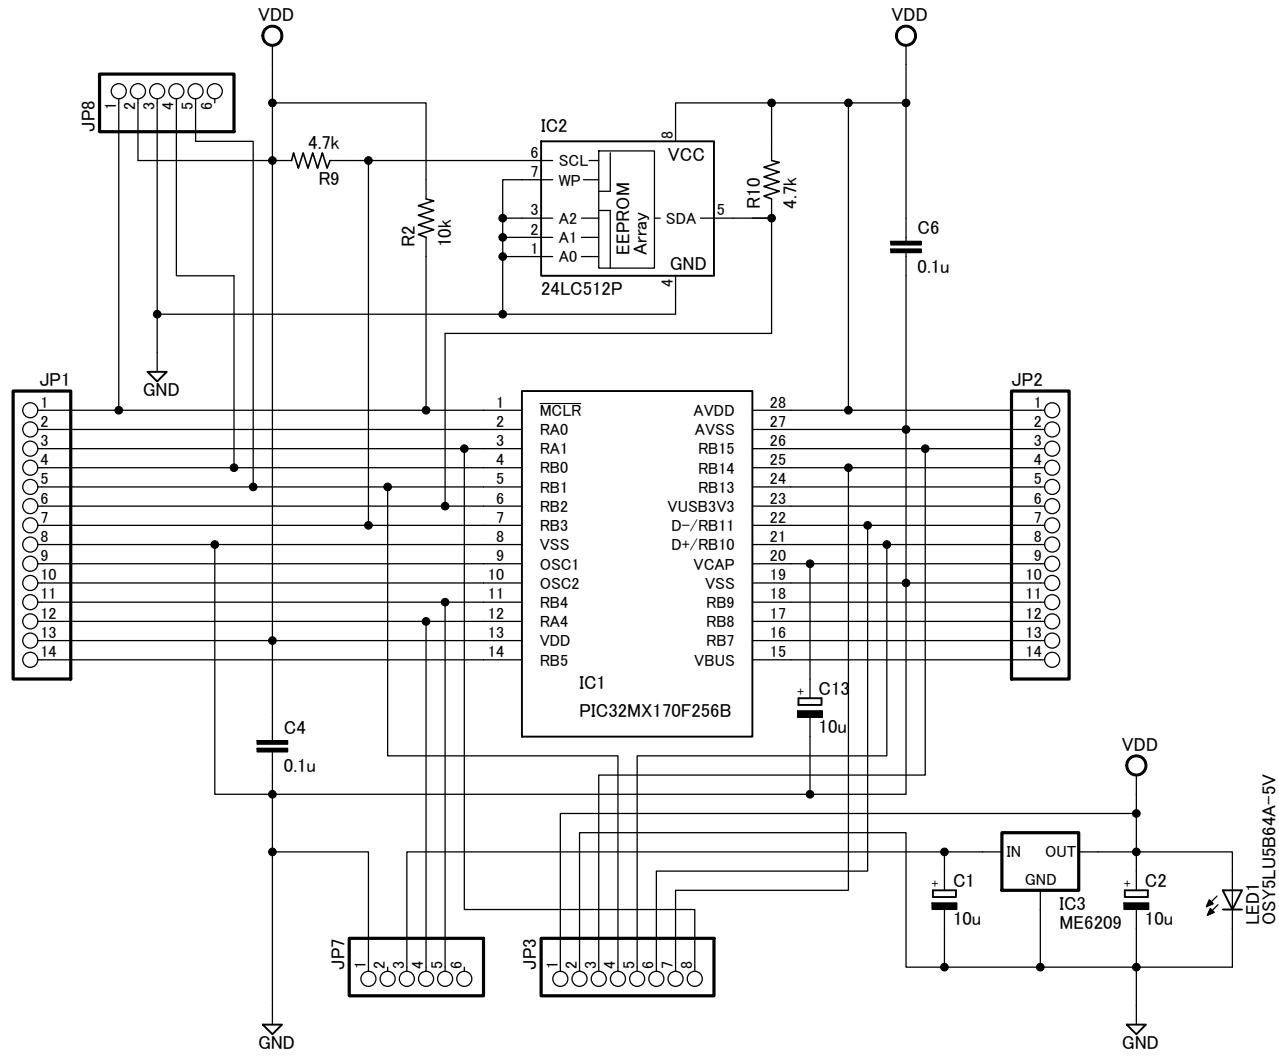 VDD
VDD
JP8
1
2
3
4
5
6
4.7k
R9
R2
10k
IC2
6 SCL
7 WP
3 A2
2 A1
1 A0
EEPROM
Array
8
VCC
SDA 5
GND
4
24LC512P
R10
4.7k
C6
0.1u
GND
JP1
1
2
3
4
5
6
7
8
9
10
11
12
13
14
1 MCLR
2 RA0
3 RA1
4 RB0
5 RB1
6 RB2
7 RB3
8 VSS
9 OSC1
10 OSC2
11 RB4
12 RA4
13 VDD
14 RB5
AVDD 28
AVSS 27
RB15 26
RB14 25
RB13 24
VUSB3V3 23
D-/RB11 22
D+/RB10 21
VCAP 20
VSS 19
RB9 18
RB8 17
RB7 16
VBUS 15
IC1
PIC32MX170F256B
JP2
1
2
3
4
5
6
7
8
9
10
11
12
13
14
+ C13
10u
C4
0.1u
VDD
IN OUT
GND
IC3
ME6209
+ C1
10u
+ C2
10u
LED1
OSY5LU5B64A-5V
JP7
1
2
3
4
5
6
JP3
1
2
3
4
5
6
7
8
GND
GND